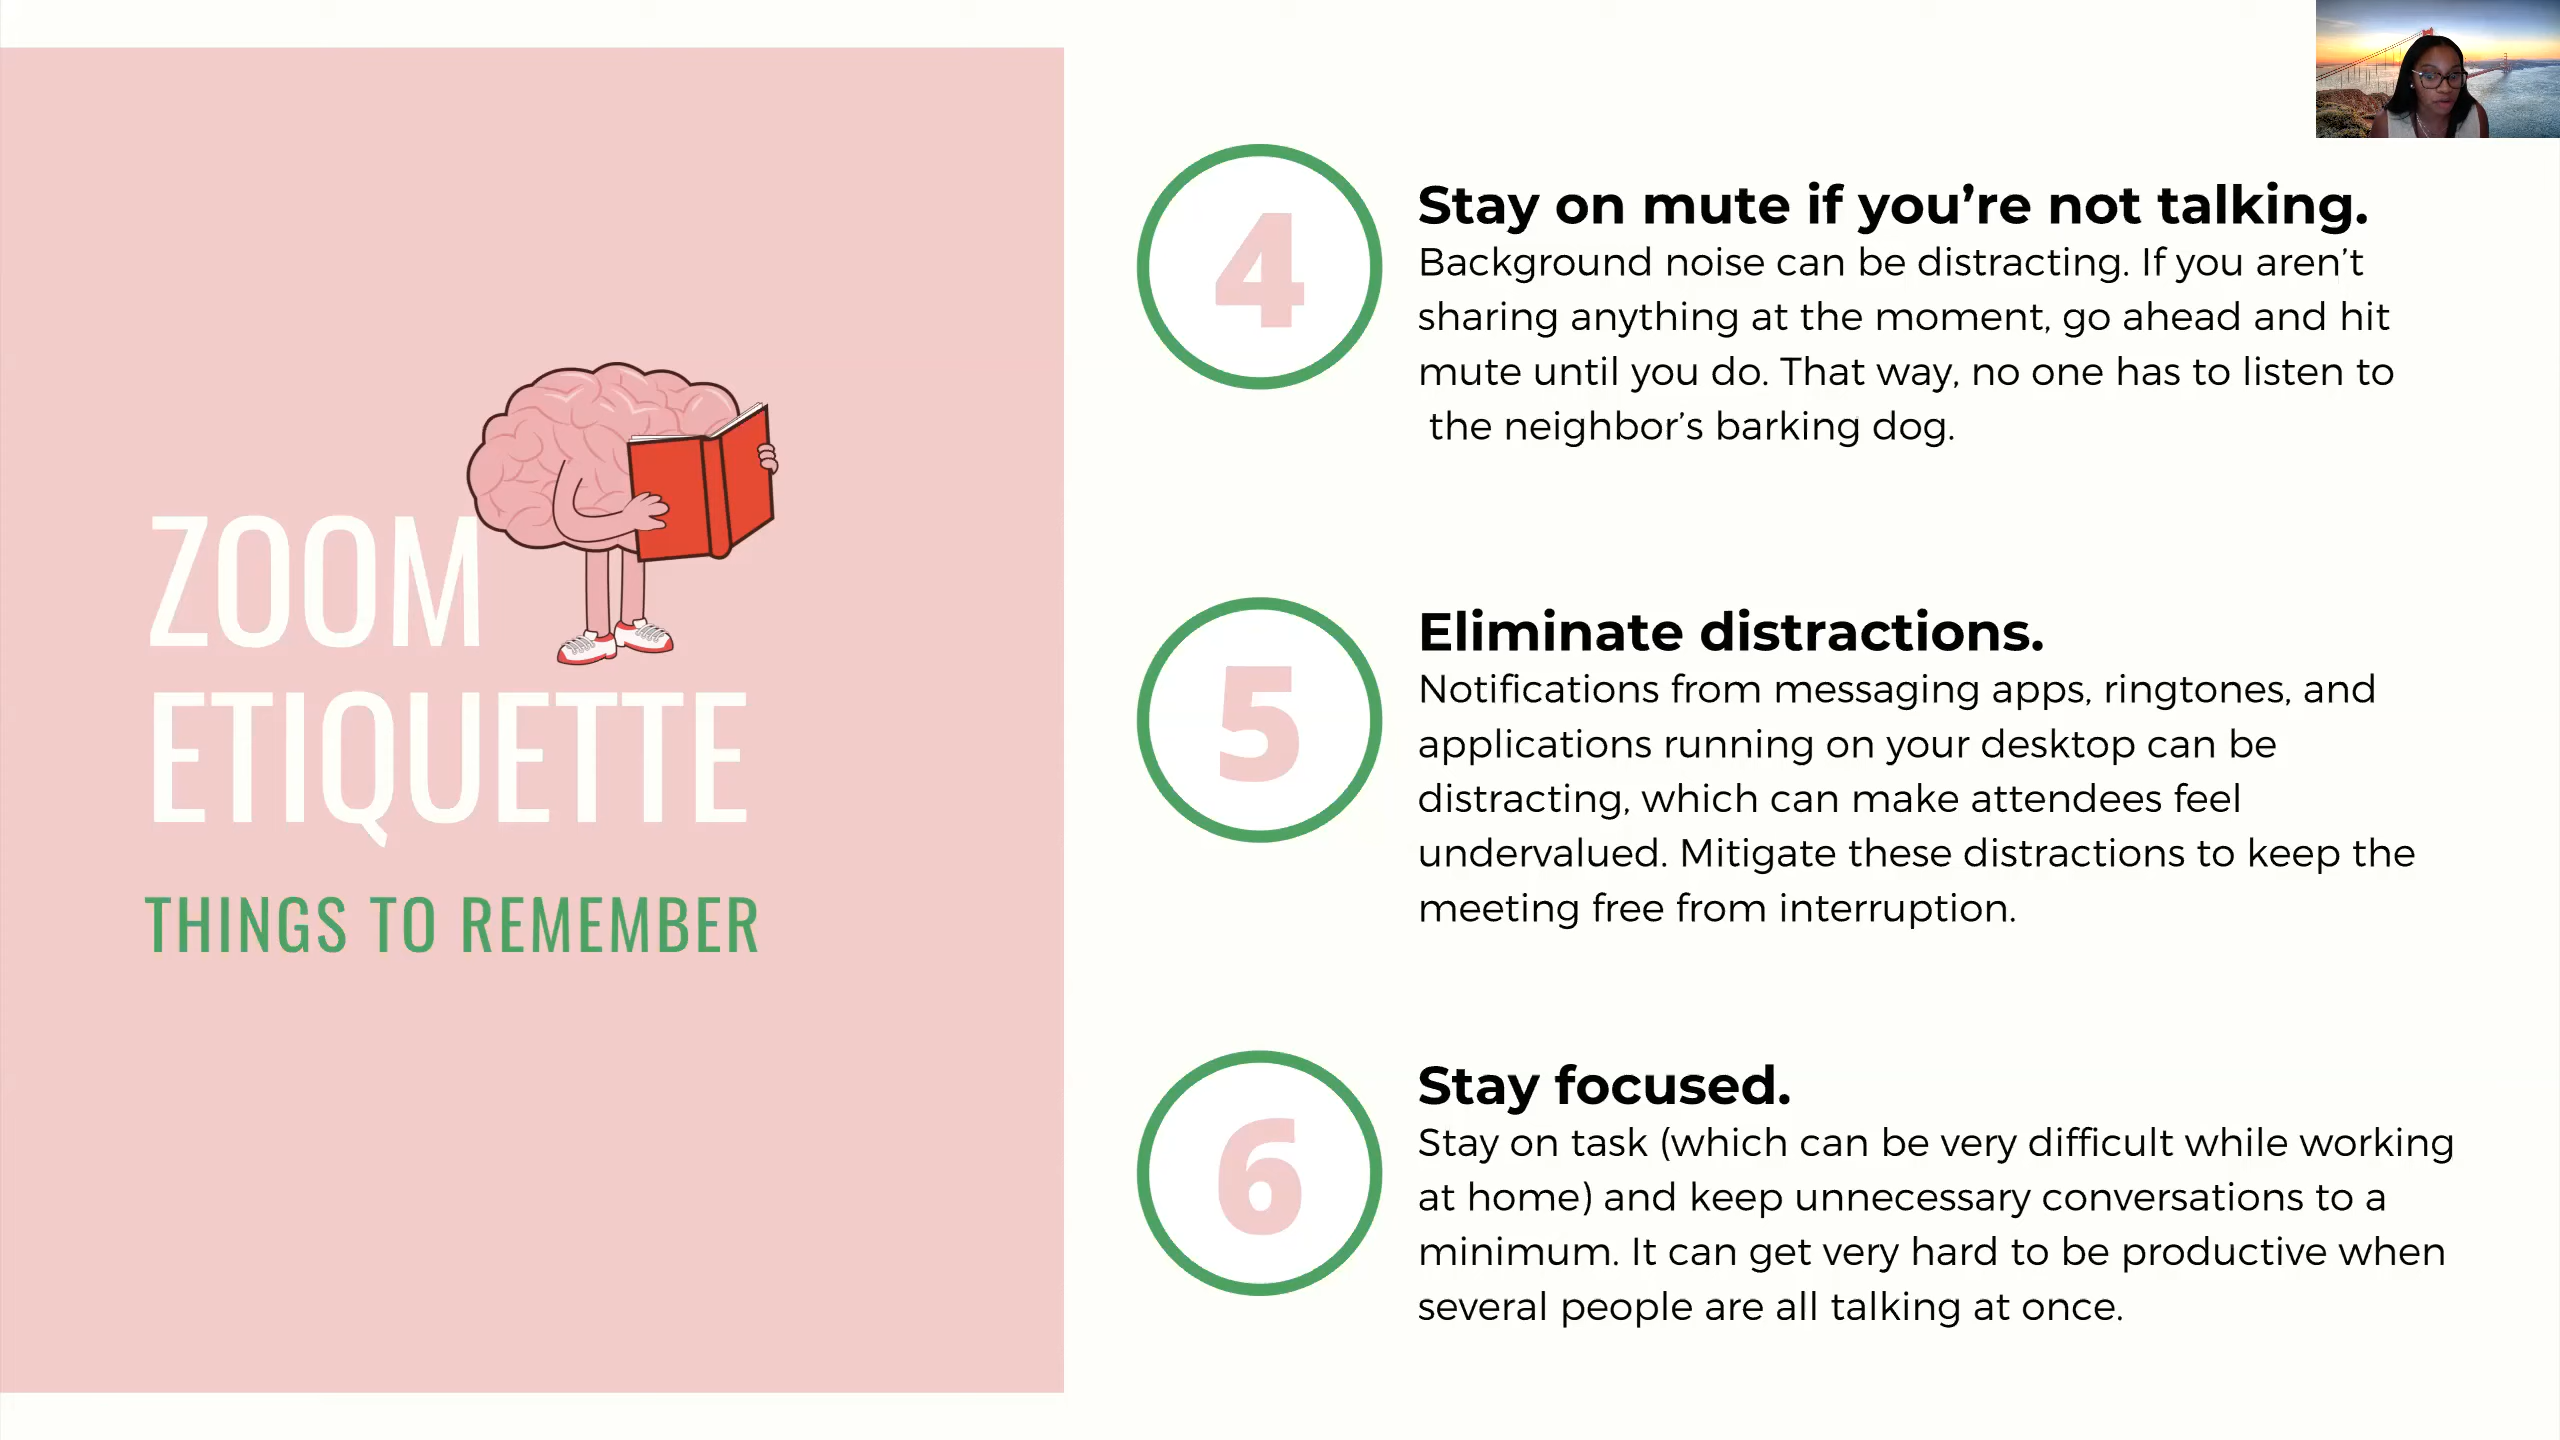 ZOOM
ETIQUETTE
THINGS TO REMEMBER
4
Stay on mute if you’re not talking.
Background noise can be distracting. If you aren’t
sharing anything at the moment, go ahead and hit
mute until you do. That way, no one has to listen to
the neighbor’s barking dog.
5
Eliminate distractions.
Notifications from messaging apps, ringtones, and
applications running on your desktop can be
distracting, which can make attendees feel
undervalued. Mitigate these distractions to keep the
meeting free from interruption.
6
Stay focused.
Stay on task (which can be very difficult while working
at home) and keep unnecessary conversations to a
minimum. It can get very hard to be productive when
several people are all talking at once.